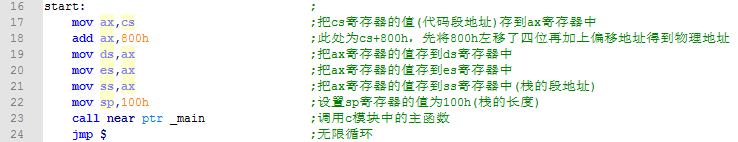 16 start: ;
17 mov ax,cs ;把cs寄存器的值(代码段地址)存到ax寄存器中
18 add ax,800h ;此处为cs+800h，先将800h左移了四位再加上偏移地址得到物理地址
19 mov ds,ax ;把ax寄存器的值存到ds寄存器中
20 mov es,ax ;把ax寄存器的值存到es寄存器中
21 mov ss,ax ;把ax寄存器的值存到ss寄存器中(栈的段地址)
22 mov sp,100h ;设置sp寄存器的值为100h(栈的长度)
23 call near ptr _main ;调用c模块中的主函数
24 jmp $ ;无限循环